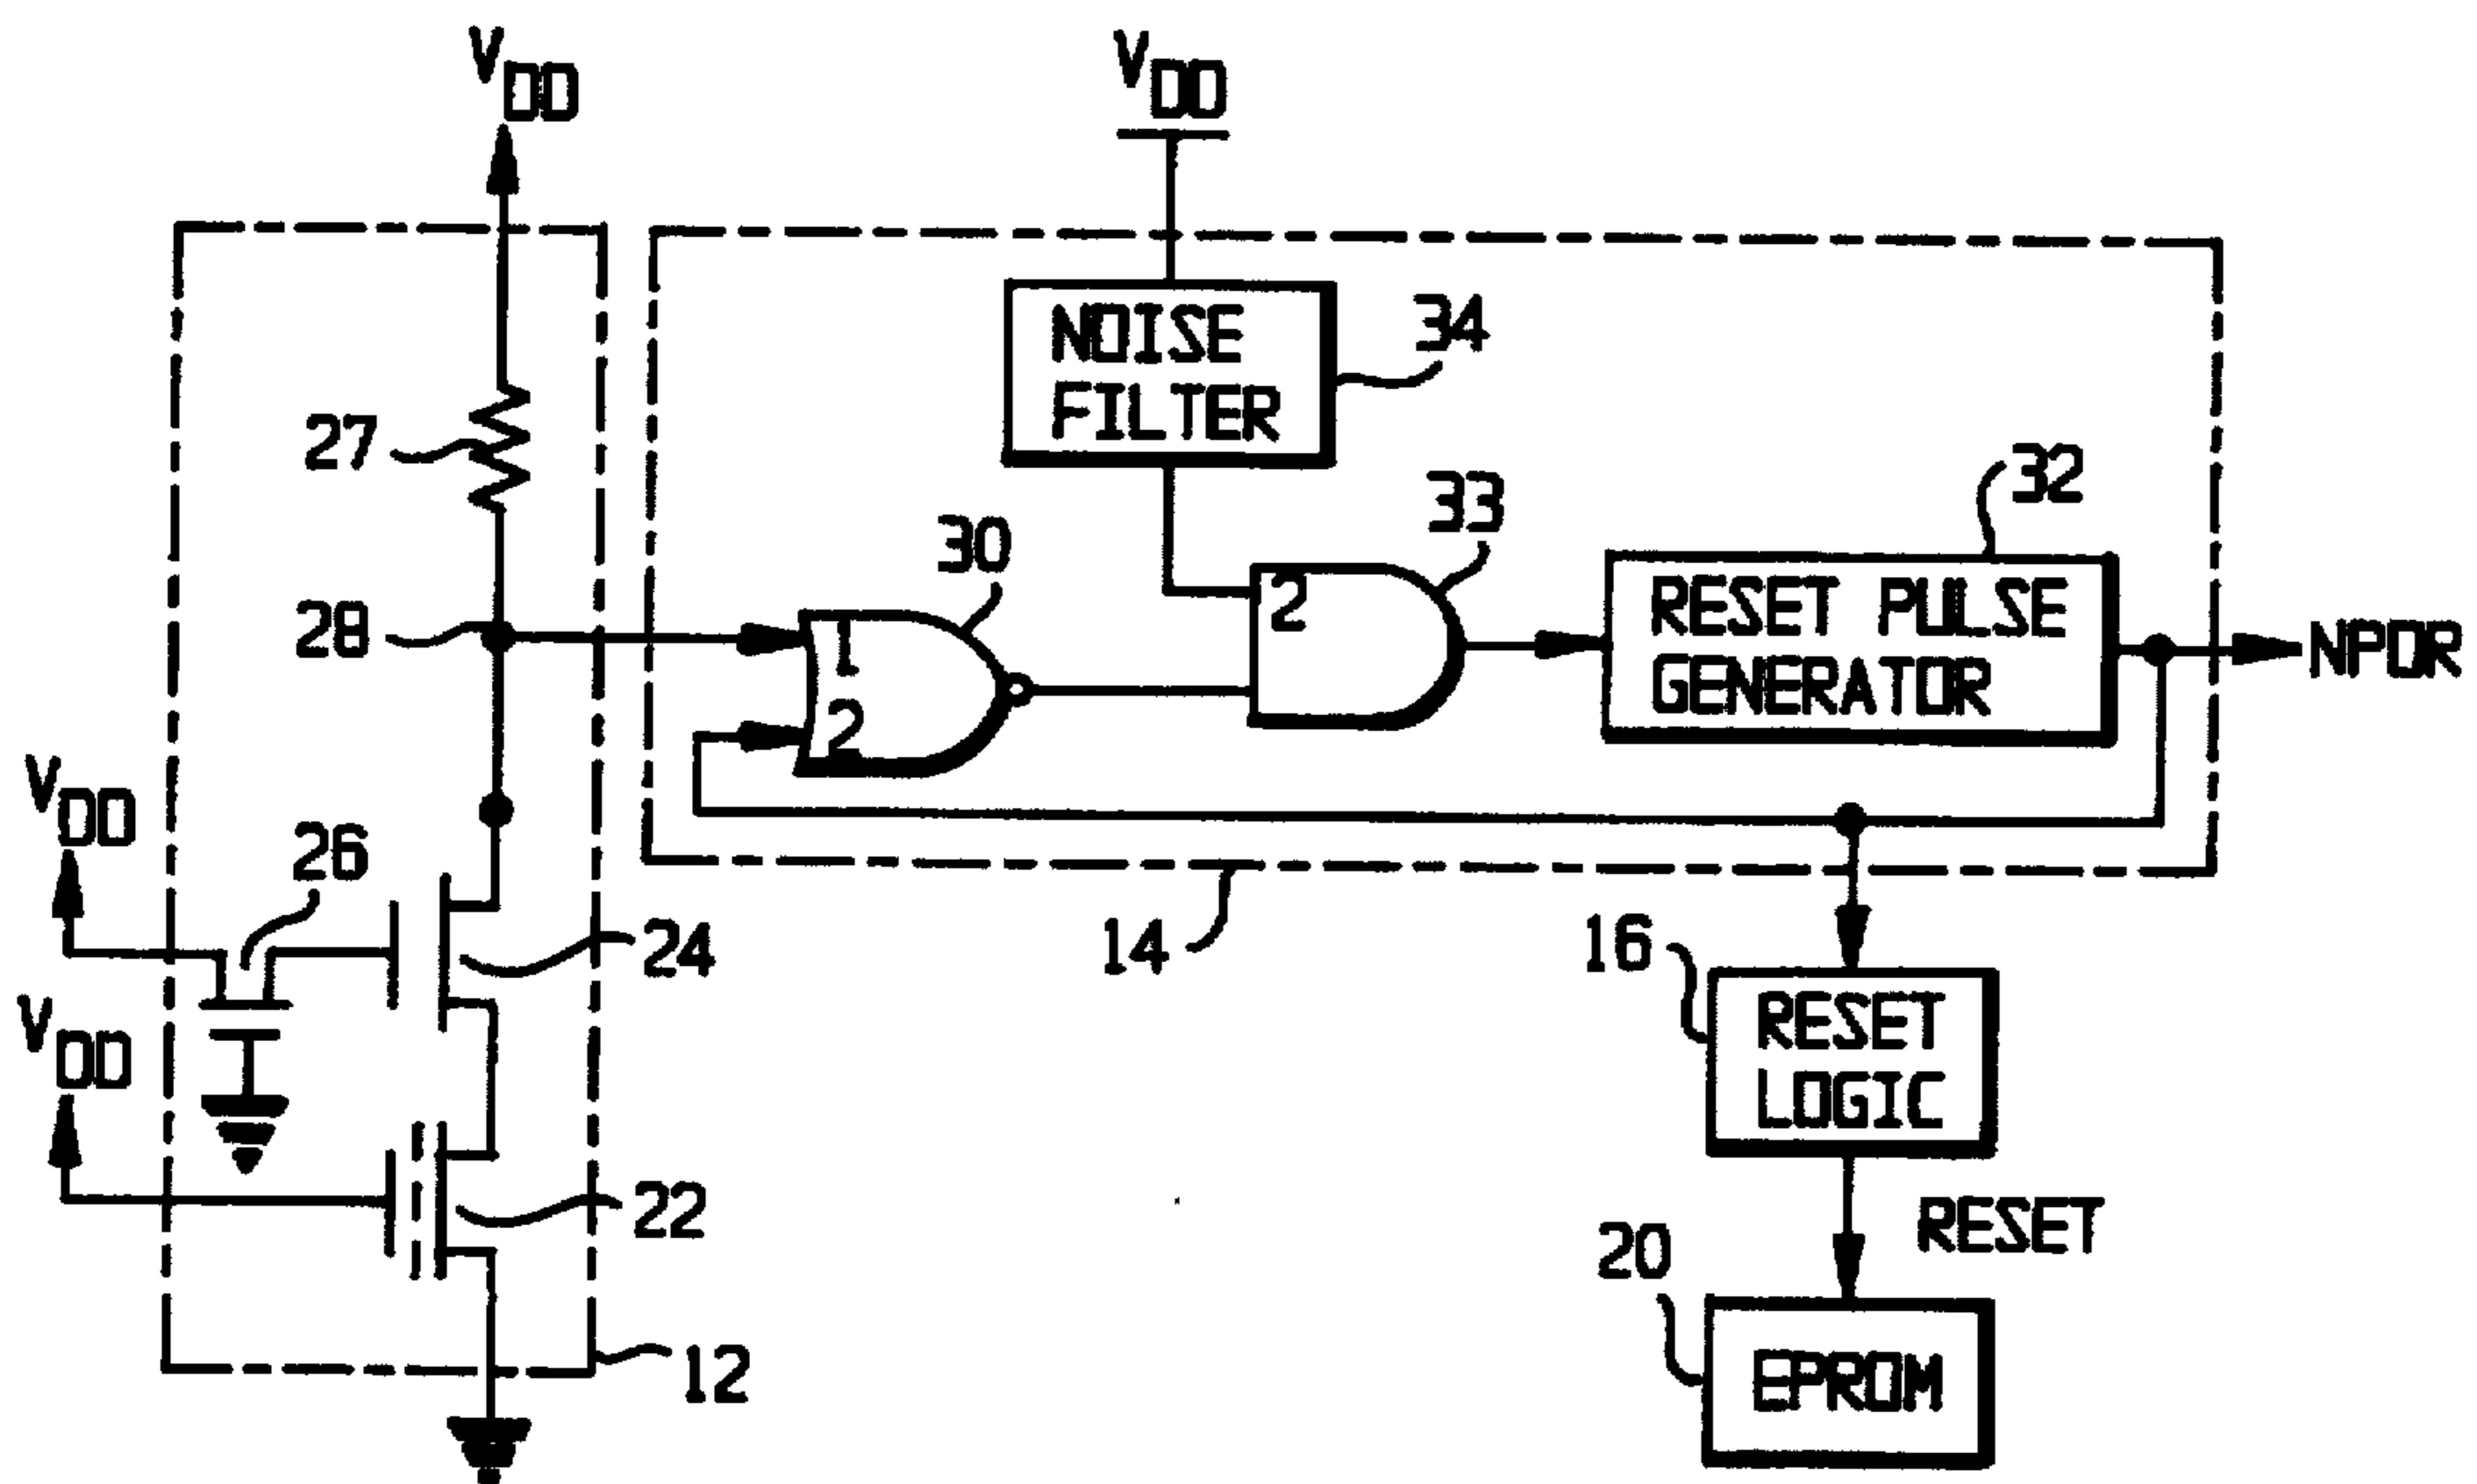 VDD
VDD
NOISE
FILTER
34
27
32
33
30
RESET PULSE
GENERATOR
28
1
2
2
NPOR
VDD
26
24
14
16
RESET
LOGIC
VDD
22
RESET
20
12
EPROM